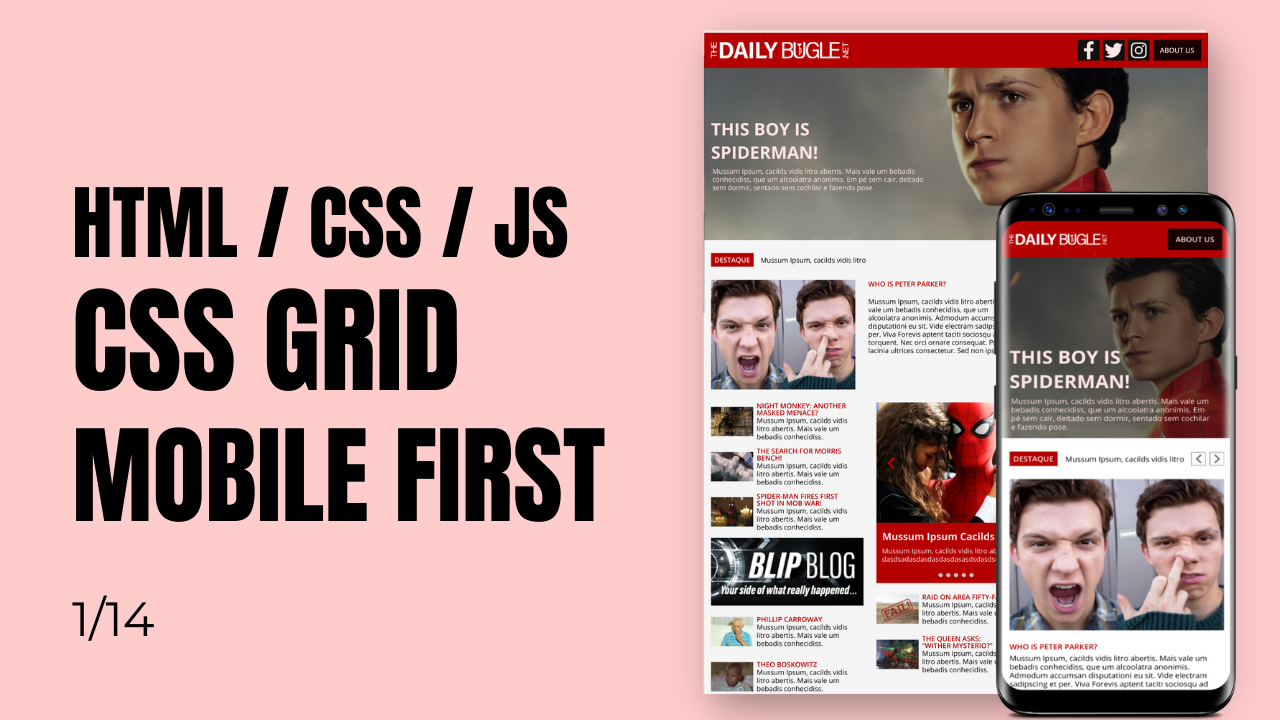 HTML / CSS / JS
CSS GRID
MOBILE FIRST
1/14
THE DAILY BUGLE .NET
ABOUT US
THIS BOY IS
SPIDERMAN!
Mussum Ipsum, cacilds vidis litro abertis. Mais vale um bebadis
conhecidiss, que um alcoolatra anonimis. Em pé sem cair, deitado
sem dormir, sentado sem cochilar e fazendo pose.
DESTAQUE
Mussum Ipsum, cacilds vidis litro
WHO IS PETER PARKER?
Mussum Ipsum, cacilds vidis litro aberti
vale um bebadis conhecidiss, que um
alcoolatra anonimis. Admodum accums
disputationi eu sit. Vide electram sadips
per. Viva Forevis aptent taciti sociosqu a
torquent. Nec orci ornare consequat. P
lacinia ultrices consectetur. Sed non ips
NIGHT MONKEY: ANOTHER
MASKED MENACE?
Mussum Ipsum, cacilds vidis
litro abertis. Mais vale um
bebadis conhecidiss.
THE SEARCH FOR MORRIS
BENCH!
Mussum Ipsum, cacilds vidis
litro abertis. Mais vale um
bebadis conhecidiss.
SPIDER-MAN FIRES FIRST
SHOT IN MOB WAR!
Mussum Ipsum, cacilds vidis
litro abertis. Mais vale um
bebadis conhecidiss.
BLIP BLOG
Your side of what really happened...
PHILLIP CARROWAY
Mussum Ipsum, cacilds vidis
litro abertis. Mais vale um
bebadis conhecidiss.
THEO BOSKOWITZ
Mussum Ipsum, cacilds vidis
litro abertis. Mais vale um
bebadis conhecidiss.
Mussum Ipsum Cacilds
Mussum Ipsum, cacilds vidis litro ab
dasdsadasdasdasdasdasasdsdasds
FAIL!
RAID ON AREA FIFTY-F
Mussum Ipsum, cacilds
litro abertis. Mais vale u
bebadis conhecidiss.
THE QUEEN ASKS:
"WITHER MYSTERIO?"
Mussum Ipsum, cacilds
litro abertis. Mais vale u
bebadis conhecidiss.
THE DAILY BUGLE .NET
ABOUT US
THIS BOY IS
SPIDERMAN!
Mussum Ipsum, cacilds vidis litro abertis. Mais vale um
bebadis conhecidiss, que um alcoolatra anonimis. Em
pé sem cair, deitado sem dormir, sentado sem cochilar
e fazendo pose.
DESTAQUE
Mussum Ipsum, cacilds vidis litro
WHO IS PETER PARKER?
Mussum Ipsum, cacilds vidis litro abertis. Mais vale um
bebadis conhecidiss, que um alcoolatra anonimis.
Admodum accumsan disputationi eu sit. Vide electram
sadipscing et per. Viva Forevis aptent taciti sociosqu ad